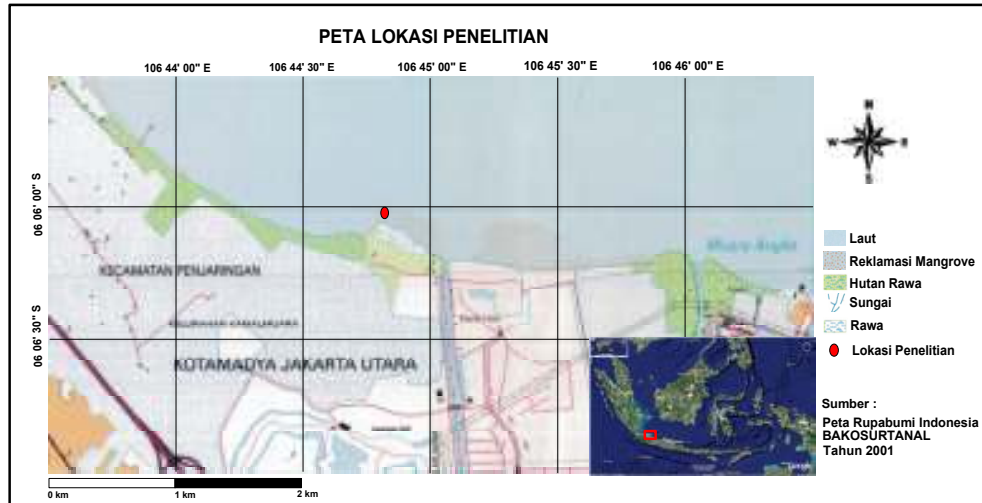 PETA LOKASI PENELITIAN
106 44' 00" E
106 44' 30" E
106 45' 00" E
106 45' 30" E
106 46' 00" E
06 06' 00" S
06 06' 30" S
N
W
E
S
Muara Angke
KECAMATAN PENJARINGAN
KOTAMADYA JAKARTA UTARA
Laut
Reklamasi Mangrove
Hutan Rawa
Sungai
Rawa
Lokasi Penelitian
Sumber :
Peta Rupabumi Indonesia
BAKOSURTANAL
Tahun 2001
0 km
1 km
2 km